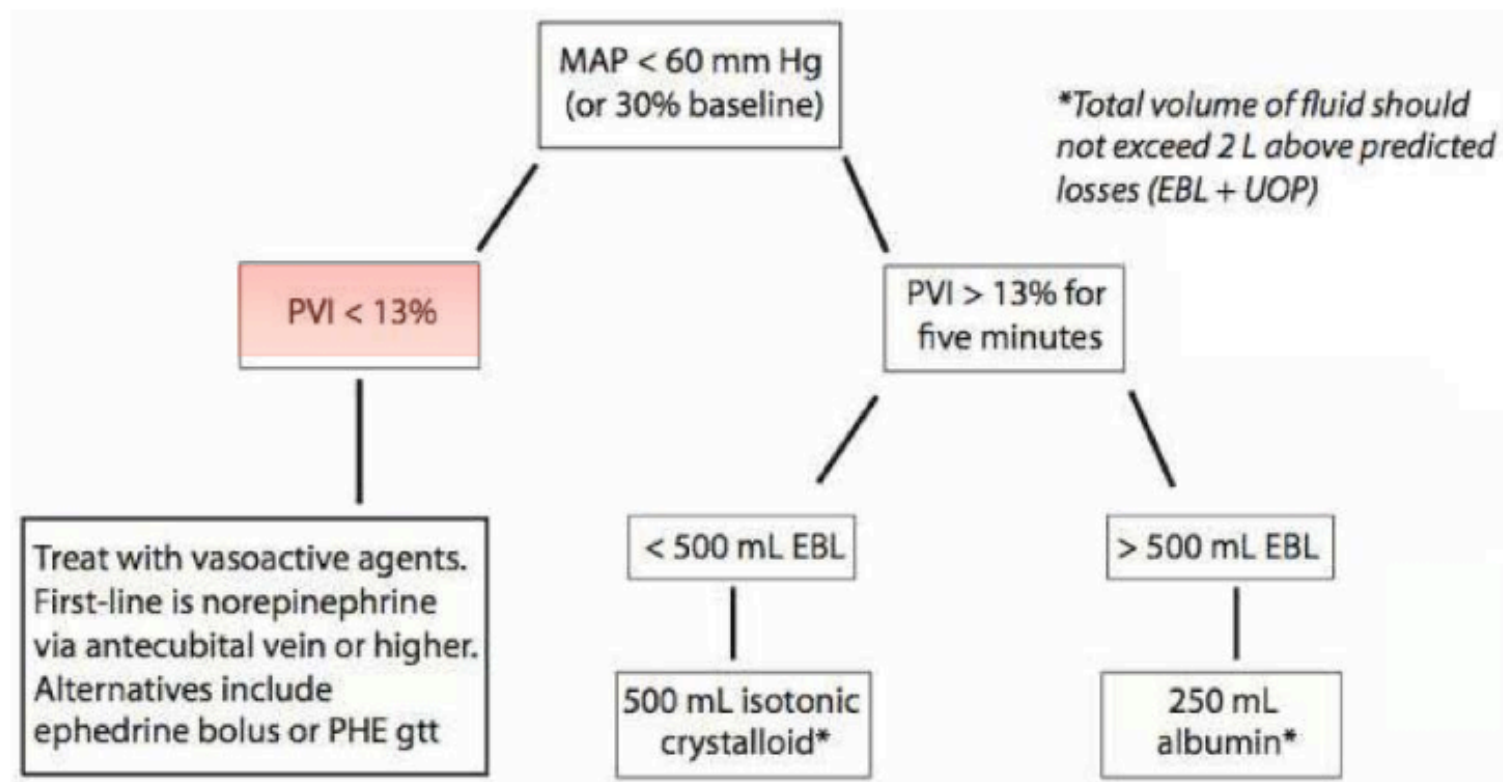 MAP < 60 mm Hg
(or 30% baseline)
*Total volume of fluid should
not exceed 2 L above predicted
losses (EBL + UOP)
PVI < 13%
PVI > 13% for
five minutes
Treat with vasoactive agents.
First-line is norepinephrine
via antecubital vein or higher.
Alternatives include
ephedrine bolus or PHE gtt
< 500 mL EBL
> 500 mL EBL
500 mL isotonic
crystalloid*
250 mL
albumin*